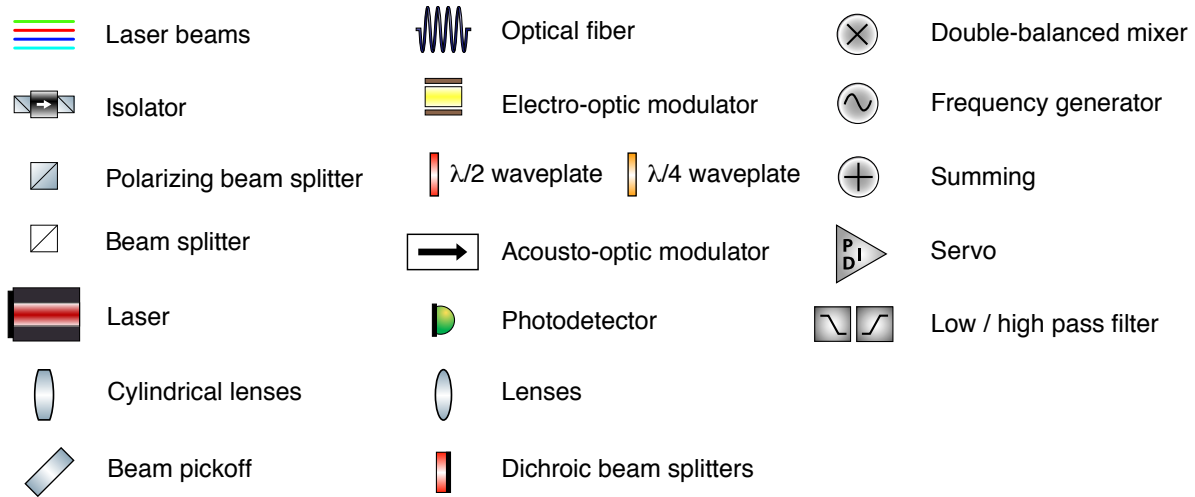 Laser beams
Isolator
Polarizing beam splitter
Beam splitter
Laser
Cylindrical lenses
Beam pickoff
Optical fiber
Electro-optic modulator
λ/2 waveplate λ/4 waveplate
Acousto-optic modulator
Photodetector
Lenses
Dichroic beam splitters
Double-balanced mixer
Frequency generator
Summing
P I D
Servo
Low / high pass filter